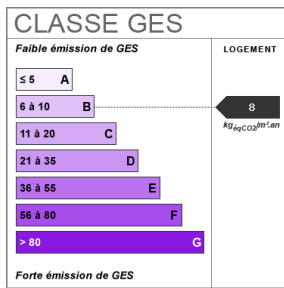 CLASSE GES
Faible émission de GES
LOGEMENT
≤ 5 A
6 à 10 B
8
kgéqCO2/m².an
11 à 20 C
21 à 35 D
36 à 55 E
56 à 80 F
> 80 G
Forte émission de GES